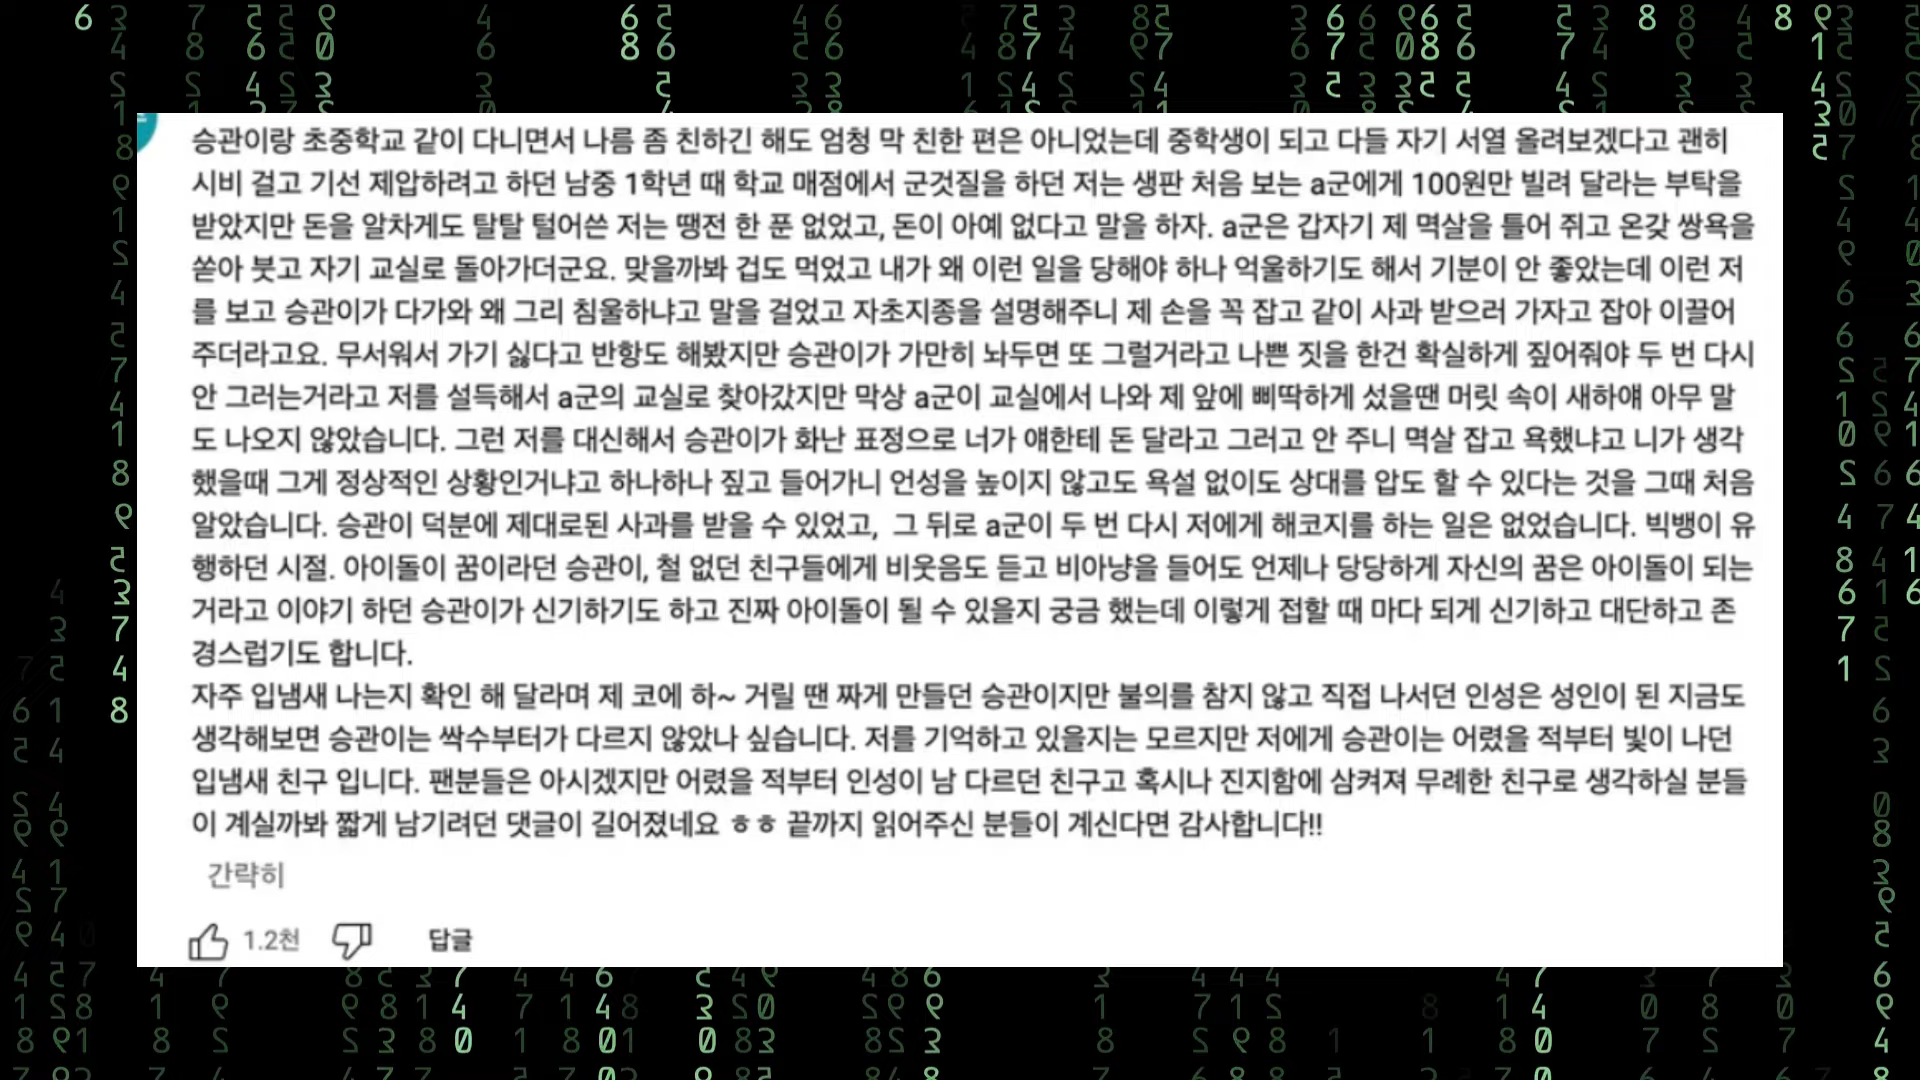 승관이랑 초중학교 같이 다니면서 나름 좀 친하긴 해도 엄청 막 친한 편은 아니었는데 중학생이 되고 다들 자기 서열 올려보겠다고 괜히
시비 걸고 기선 제압하려고 하던 남중 1학년 때 학교 매점에서 군것질을 하던 저는 생판 처음 보는 a군에게 100원만 빌려 달라는 부탁을
받았지만 돈을 알차게도 탈탈 털어쓴 저는 땡전 한 푼 없었고, 돈이 아예 없다고 말을 하자. a군은 갑자기 제 멱살을 틀어 쥐고 온갖 쌍욕을
쏟아 붓고 자기 교실로 돌아가더군요. 맞을까봐 겁도 먹었고 내가 왜 이런 일을 당해야 하나 억울하기도 해서 기분이 안 좋았는데 이런 저
를 보고 승관이가 다가와 왜 그리 침울하냐고 말을 걸었고 자초지종을 설명해주니 제 손을 꼭 잡고 같이 사과 받으러 가자고 잡아 이끌어
주더라고요. 무서워서 가기 싫다고 반항도 해봤지만 승관이가 가만히 놔두면 또 그럴거라고 나쁜 짓을 한건 확실하게 짚어줘야 두 번 다시
안 그러는거라고 저를 설득해서 a군의 교실로 찾아갔지만 막상 a군이 교실에서 나와 제 앞에 삐딱하게 섰을땐 머릿 속이 새하얘 아무 말
도 나오지 않았습니다. 그런 저를 대신해서 승관이가 화난 표정으로 너가 얘한테 돈 달라고 그러고 안 주니 멱살 잡고 욕했냐고 니가 생각
했을때 그게 정상적인 상황인거냐고 하나하나 짚고 들어가니 언성을 높이지 않고도 욕설 없이도 상대를 압도 할 수 있다는 것을 그때 처음
알았습니다. 승관이 덕분에 제대로된 사과를 받을 수 있었고, 그 뒤로 a군이 두 번 다시 저에게 해코지를 하는 일은 없었습니다. 빅뱅이 유
행하던 시절. 아이돌이 꿈이라던 승관이, 철 없던 친구들에게 비웃음도 듣고 비아냥을 들어도 언제나 당당하게 자신의 꿈은 아이돌이 되는
거라고 이야기 하던 승관이가 신기하기도 하고 진짜 아이돌이 될 수 있을지 궁금 했는데 이렇게 접할 때 마다 되게 신기하고 대단하고 존
경스럽기도 합니다.
자주 입냄새 나는지 확인 해 달라며 제 코에 하~ 거릴 땐 짜게 만들던 승관이지만 불의를 참지 않고 직접 나서던 인성은 성인이 된 지금도
생각해보면 승관이는 싹수부터가 다르지 않았나 싶습니다. 저를 기억하고 있을지는 모르지만 저에게 승관이는 어렸을 적부터 빛이 나던
입냄새 친구 입니다. 팬분들은 아시겠지만 어렸을 적부터 인성이 남 다르던 친구고 혹시나 진지함에 삼켜져 무례한 친구로 생각하실 분들
이 계실까봐 짧게 남기려던 댓글이 길어졌네요 ㅎㅎ 끝까지 읽어주신 분들이 계신다면 감사합니다!!
간략히
1.2천 답글